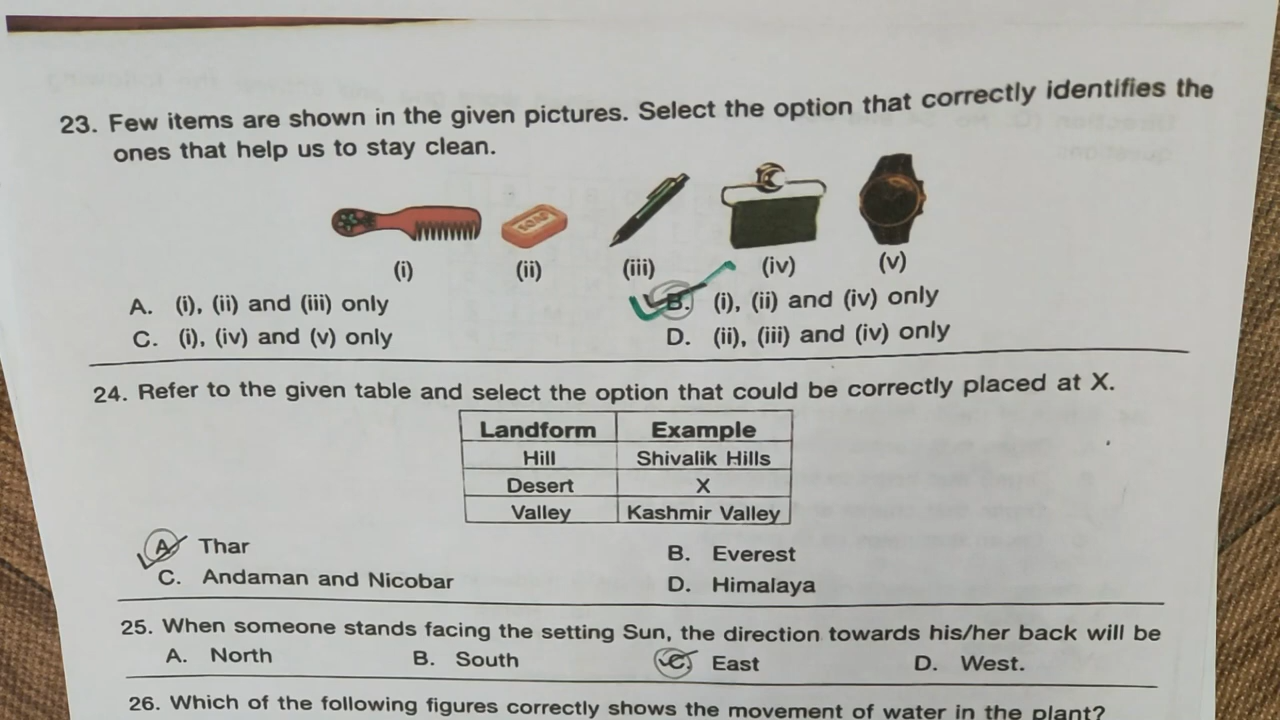 23. Few items are shown in the given pictures. Select the option that correctly identifies the
ones that help us to stay clean.
SOAP
(i) (ii) (iii) (iv) (v)
A. (i), (ii) and (iii) only B. (i), (ii) and (iv) only
C. (i), (iv) and (v) only D. (ii), (iii) and (iv) only
24. Refer to the given table and select the option that could be correctly placed at X.
Landform Example
Hill Shivalik Hills
Desert X
Valley Kashmir Valley
A Thar B. Everest
C. Andaman and Nicobar D. Himalaya
25. When someone stands facing the setting Sun, the direction towards his/her back will be
A. North B. South C. East D. West.
26. Which of the following figures correctly shows the movement of water in the plant?